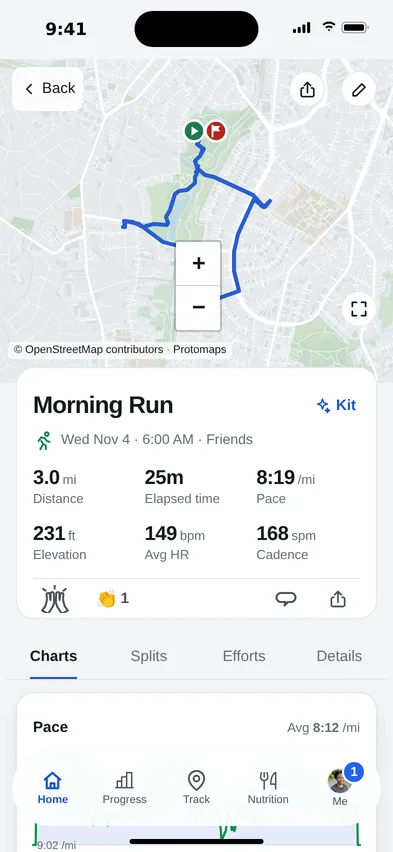 9:41
Back
+
−
© OpenStreetMap contributors · Protomaps
Morning Run
Kit
Wed Nov 4 · 6:00 AM · Friends
3.0 mi 25m 8:19 /mi
Distance Elapsed time Pace
231 ft 149 bpm 168 spm
Elevation Avg HR Cadence
👏 1
Charts Splits Efforts Details
Pace Avg 8:12 /mi
1
Home Progress Track Nutrition Me
9:02 /mi